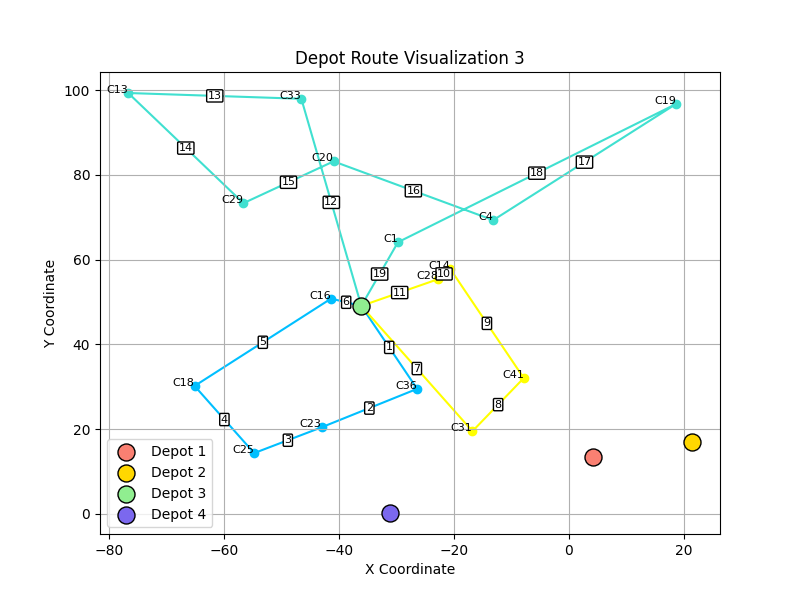 Depot Route Visualization 3
Y Coordinate
100
80
60
40
20
0
C13
13
C33
C19
14
C20
18
17
C29
15
16
12
C4
C1
C14
C28
10
19
11
C16
6
9
5
1
7
C18
C36
C41
4
2
8
C23
C31
3
C25
Depot 1
Depot 2
Depot 3
Depot 4
−80
−60
−40
−20
0
20
X Coordinate